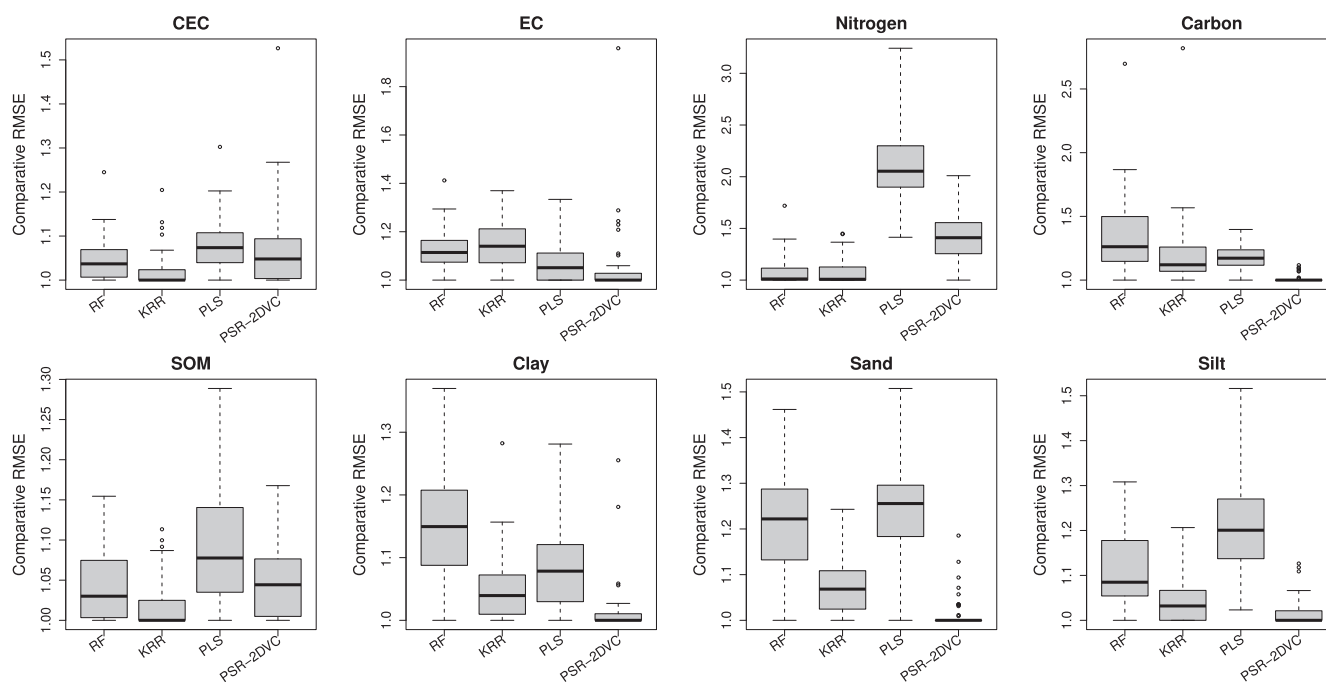 CEC
Comparative RMSE
1.0 1.1 1.2 1.3 1.4 1.5
RF KRR PLS PSR−2DVC
EC
Comparative RMSE
1.0 1.2 1.4 1.6 1.8
RF KRR PLS PSR−2DVC
Nitrogen
Comparative RMSE
1.0 1.5 2.0 2.5 3.0
RF KRR PLS PSR−2DVC
Carbon
Comparative RMSE
1.0 1.5 2.0 2.5
RF KRR PLS PSR−2DVC
SOM
Comparative RMSE
1.00 1.05 1.10 1.15 1.20 1.25 1.30
RF KRR PLS PSR−2DVC
Clay
Comparative RMSE
1.0 1.1 1.2 1.3
RF KRR PLS PSR−2DVC
Sand
Comparative RMSE
1.0 1.1 1.2 1.3 1.4 1.5
RF KRR PLS PSR−2DVC
Silt
Comparative RMSE
1.0 1.1 1.2 1.3 1.4 1.5
RF KRR PLS PSR−2DVC